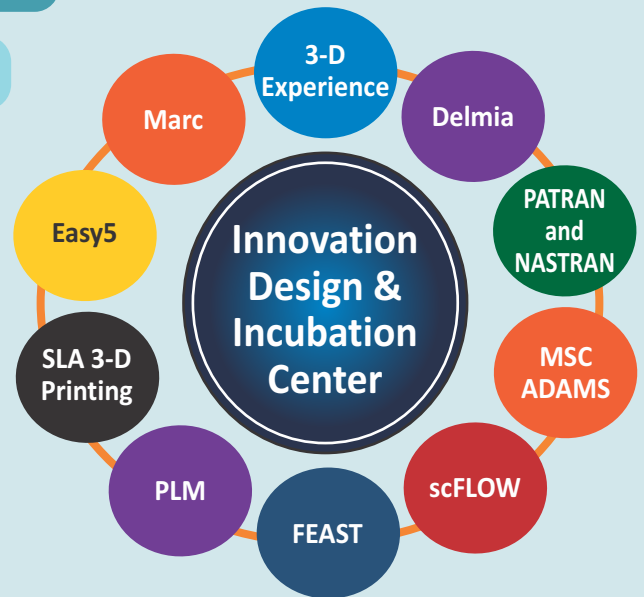 3-D
Experience
Delmia
PATRAN
and
NASTRAN
MSC
ADAMS
scFLOW
FEAST
PLM
SLA 3-D
Printing
Easy5
Marc
Innovation
Design &
Incubation
Center